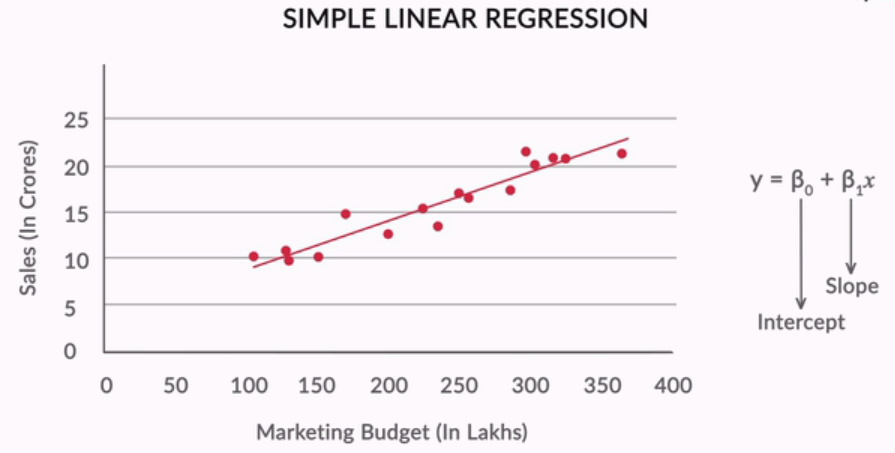 SIMPLE LINEAR REGRESSION
Sales (In Crores)
25
20
15
10
5
0
0 50 100 150 200 250 300 350 400
Marketing Budget (In Lakhs)
y = β₀ + β₁x
Slope
Intercept